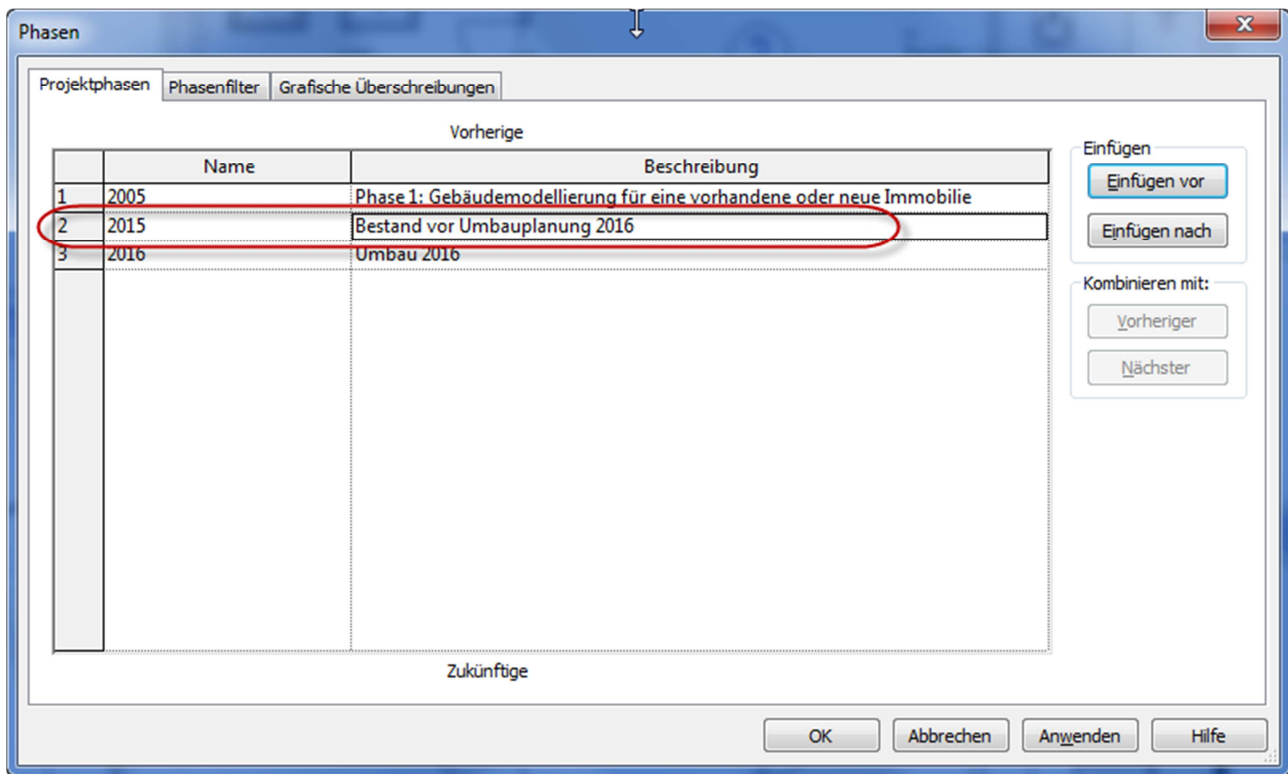 Phasen
Projektphasen Phasenfilter Grafische Überschreibungen
Vorherige
Name Beschreibung
1 2005 Phase 1: Gebäudemodellierung für eine vorhandene oder neue Immobilie
2 2015 Bestand vor Umbauplanung 2016
3 2016 Umbau 2016
Zukünftige
Einfügen
Einfügen vor
Einfügen nach
Kombinieren mit:
Vorheriger
Nächster
OK Abbrechen Anwenden Hilfe